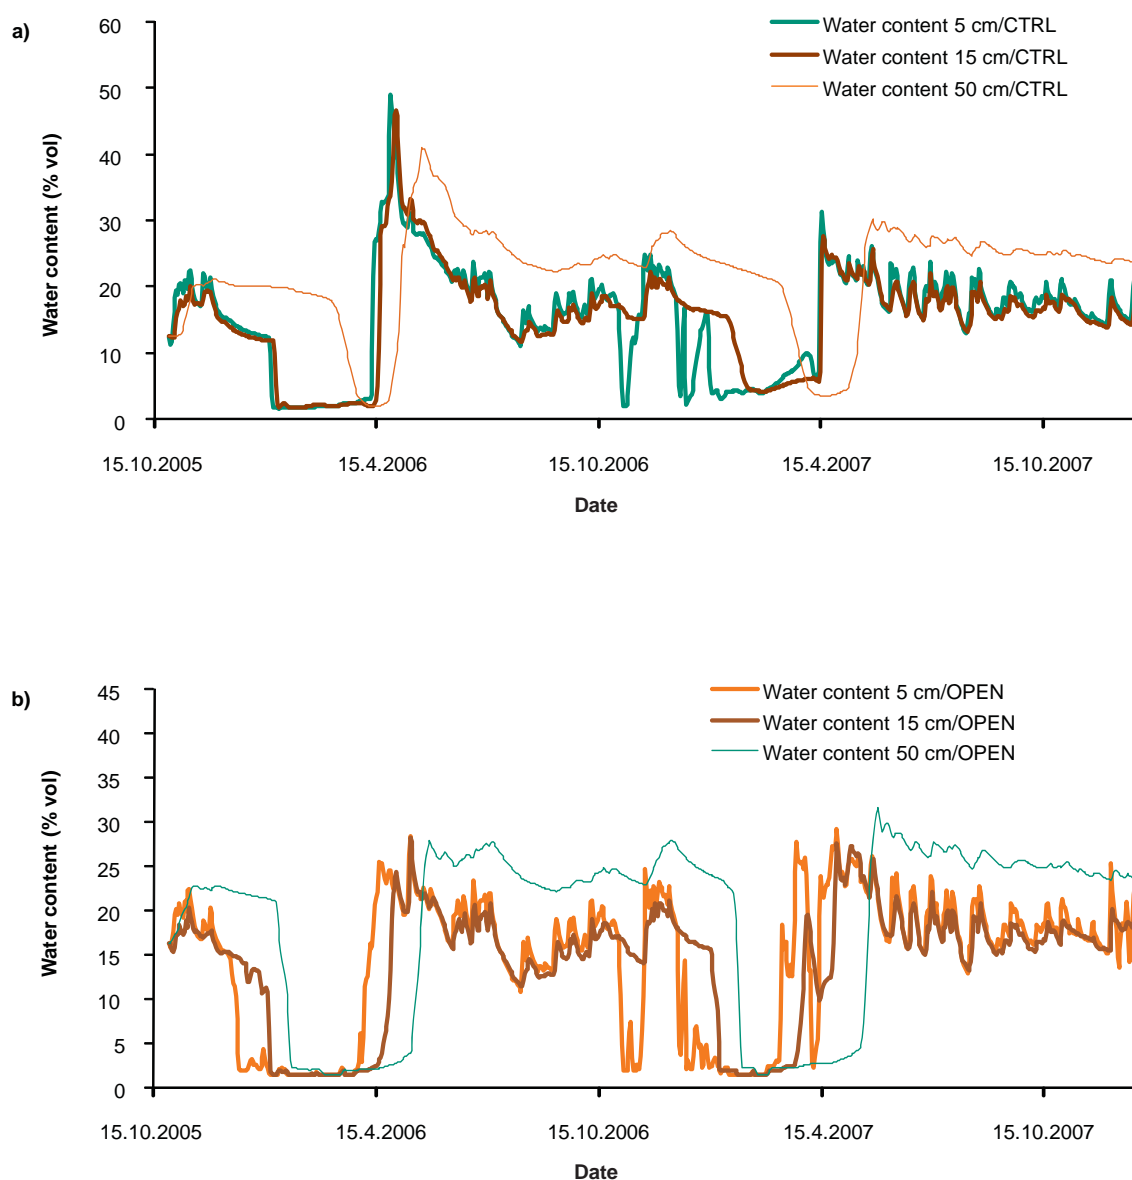 a)
Water content 5 cm/CTRL
Water content 15 cm/CTRL
Water content 50 cm/CTRL
Water content (% vol)
60
50
40
30
20
10
0
15.10.2005 15.4.2006 15.10.2006 15.4.2007 15.10.2007
Date
b)
Water content 5 cm/OPEN
Water content 15 cm/OPEN
Water content 50 cm/OPEN
Water content (% vol)
45
40
35
30
25
20
15
10
5
0
15.10.2005 15.4.2006 15.10.2006 15.4.2007 15.10.2007
Date